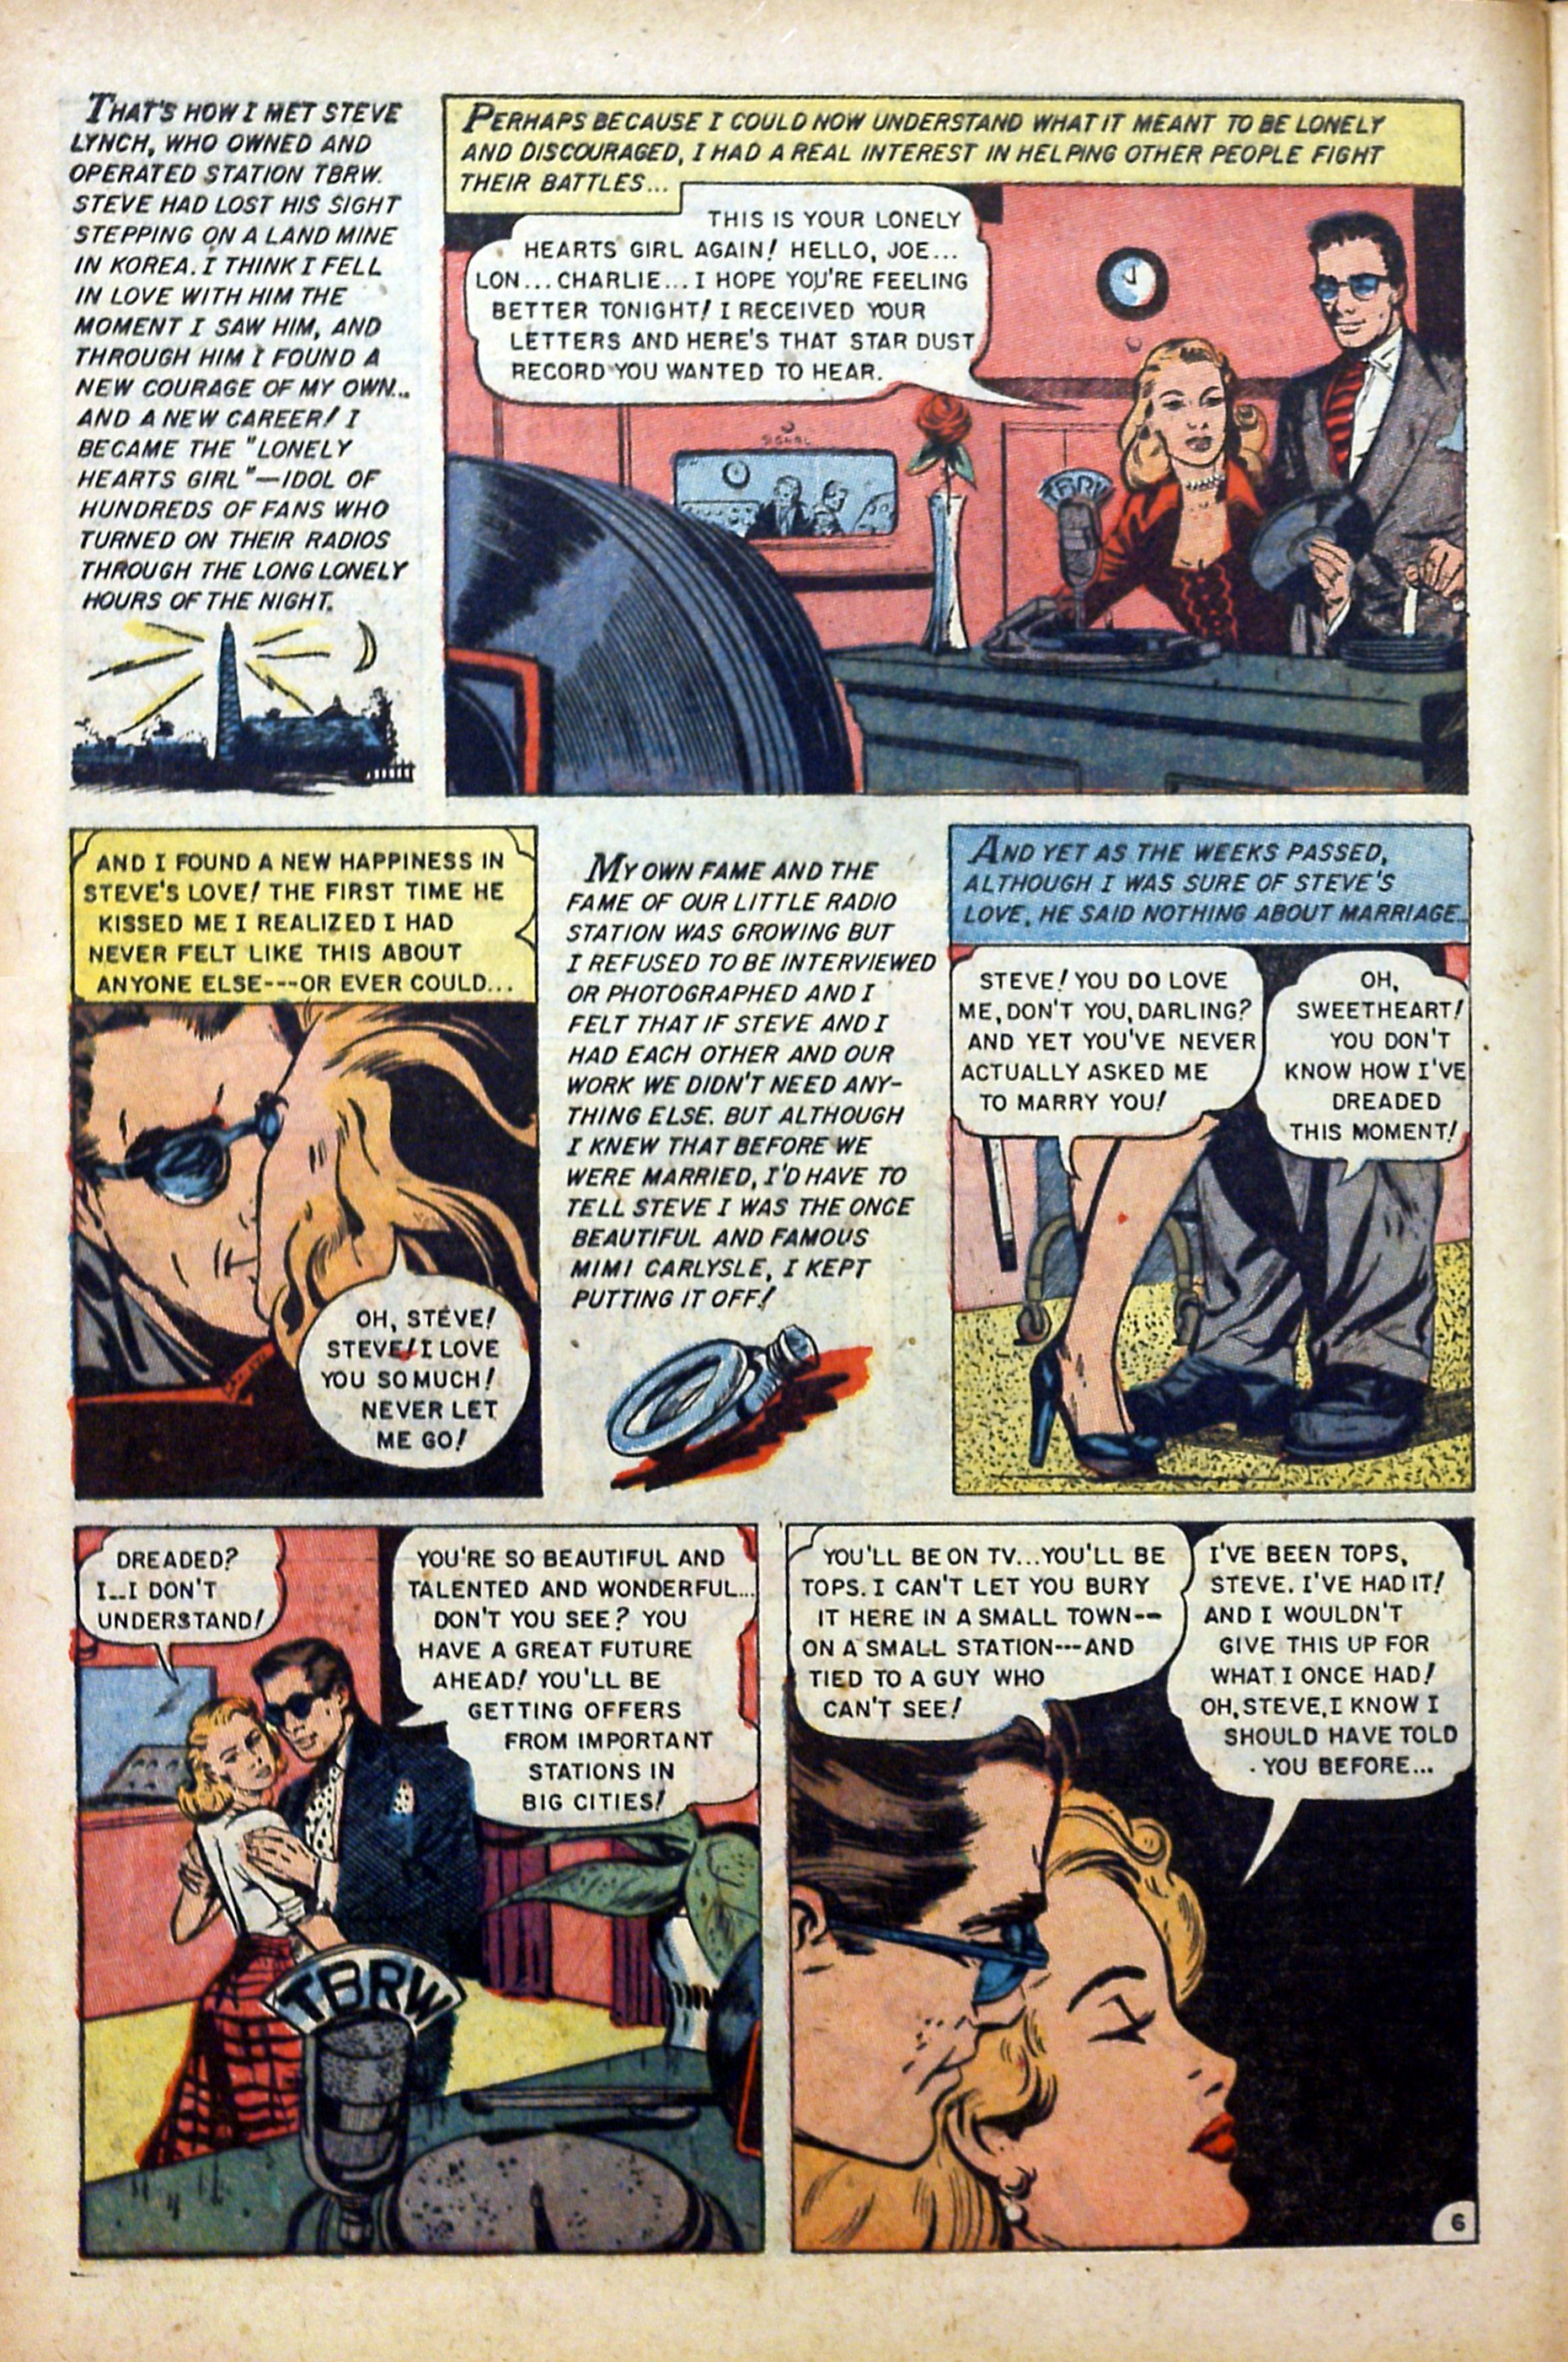 THAT'S HOW I MET STEVE
LYNCH, WHO OWNED AND
OPERATED STATION TBRW.
STEVE HAD LOST HIS SIGHT
STEPPING ON A LAND MINE
IN KOREA. I THINK I FELL
IN LOVE WITH HIM THE
MOMENT I SAW HIM, AND
THROUGH HIM I FOUND A
NEW COURAGE OF MY OWN...
AND A NEW CAREER! I
BECAME THE "LONELY
HEARTS GIRL"—IDOL OF
HUNDREDS OF FANS WHO
TURNED ON THEIR RADIOS
THROUGH THE LONG LONELY
HOURS OF THE NIGHT.
PERHAPS BECAUSE I COULD NOW UNDERSTAND WHAT IT MEANT TO BE LONELY
AND DISCOURAGED, I HAD A REAL INTEREST IN HELPING OTHER PEOPLE FIGHT
THEIR BATTLES...
THIS IS YOUR LONELY
HEARTS GIRL AGAIN! HELLO, JOE...
LON... CHARLIE... I HOPE YOU'RE FEELING
BETTER TONIGHT! I RECEIVED YOUR
LETTERS AND HERE'S THAT STAR DUST
RECORD YOU WANTED TO HEAR.
SIGNAL
TBRW
AND I FOUND A NEW HAPPINESS IN
STEVE'S LOVE! THE FIRST TIME HE
KISSED ME I REALIZED I HAD
NEVER FELT LIKE THIS ABOUT
ANYONE ELSE---OR EVER COULD...
OH, STEVE!
STEVE! I LOVE
YOU SO MUCH!
NEVER LET
ME GO!
MY OWN FAME AND THE
FAME OF OUR LITTLE RADIO
STATION WAS GROWING BUT
I REFUSED TO BE INTERVIEWED
OR PHOTOGRAPHED AND I
FELT THAT IF STEVE AND I
HAD EACH OTHER AND OUR
WORK WE DIDN'T NEED ANY-
THING ELSE. BUT ALTHOUGH
I KNEW THAT BEFORE WE
WERE MARRIED, I'D HAVE TO
TELL STEVE I WAS THE ONCE
BEAUTIFUL AND FAMOUS
MIMI CARLYSLE, I KEPT
PUTTING IT OFF!
AND YET AS THE WEEKS PASSED,
ALTHOUGH I WAS SURE OF STEVE'S
LOVE, HE SAID NOTHING ABOUT MARRIAGE...
STEVE! YOU DO LOVE
ME, DON'T YOU, DARLING?
AND YET YOU'VE NEVER
ACTUALLY ASKED ME
TO MARRY YOU!
OH,
SWEETHEART!
YOU DON'T
KNOW HOW I'VE
DREADED
THIS MOMENT!
DREADED?
I...I DON'T
UNDERSTAND!
YOU'RE SO BEAUTIFUL AND
TALENTED AND WONDERFUL...
DON'T YOU SEE? YOU
HAVE A GREAT FUTURE
AHEAD! YOU'LL BE
GETTING OFFERS
FROM IMPORTANT
STATIONS IN
BIG CITIES!
TBRW
YOU'LL BE ON TV...YOU'LL BE
TOPS. I CAN'T LET YOU BURY
IT HERE IN A SMALL TOWN--
ON A SMALL STATION---AND
TIED TO A GUY WHO
CAN'T SEE!
I'VE BEEN TOPS,
STEVE. I'VE HAD IT!
AND I WOULDN'T
GIVE THIS UP FOR
WHAT I ONCE HAD!
OH, STEVE, I KNOW I
SHOULD HAVE TOLD
YOU BEFORE...
6